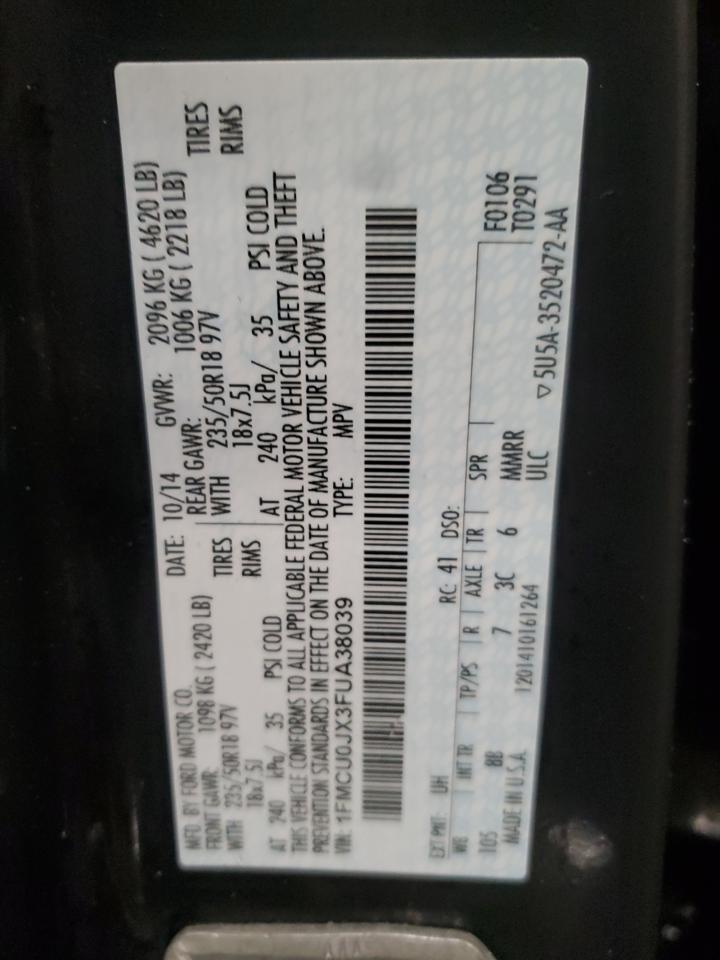 MFD. BY FORD MOTOR CO.
DATE: 10/14 GVWR: 2096 KG ( 4620 LB)
FRONT GAWR: 1098 KG ( 2420 LB) REAR GAWR: 1006 KG ( 2218 LB)
WITH 235/50R18 97V TIRES WITH 235/50R18 97V TIRES
18x7.5J RIMS 18x7.5J RIMS
AT 240 kPa/ 35 PSI COLD AT 240 kPa/ 35 PSI COLD
THIS VEHICLE CONFORMS TO ALL APPLICABLE FEDERAL MOTOR VEHICLE SAFETY AND THEFT
PREVENTION STANDARDS IN EFFECT ON THE DATE OF MANUFACTURE SHOWN ABOVE.
VIN: 1FMCU0JX3FUA38039 TYPE: MPV
EXT PNT: UH RC: 41 DSO: F0106
WB INT TR TP/PS R AXLE TR SPR T0291
105 8B 7 3C 6 MMRR
MADE IN U.S.A. 1201410161264 ULC ▽ 5U5A-3520472-AA